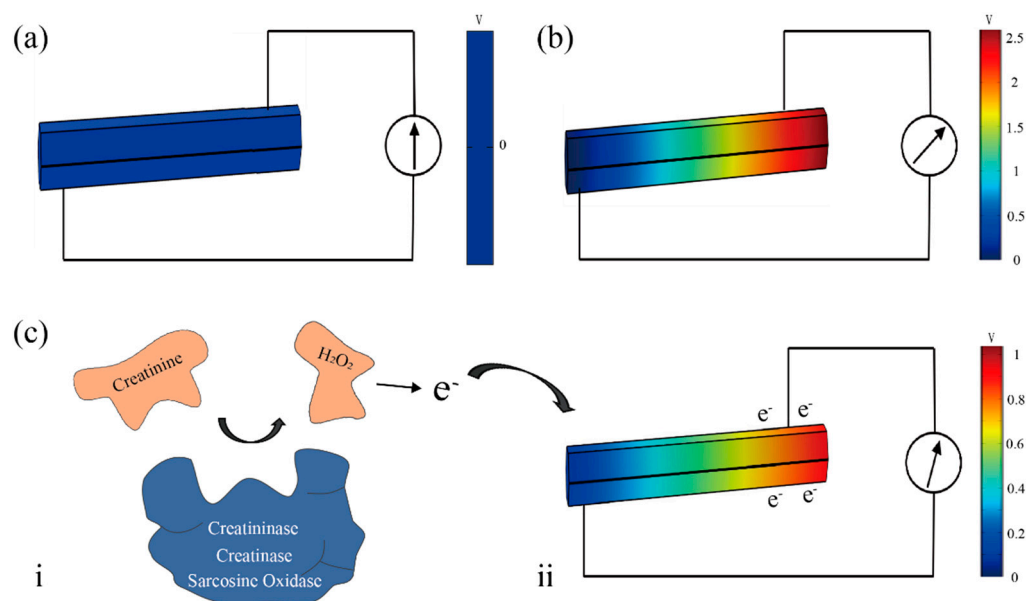 (a)
V
0
(b)
V
2.5
2
1.5
1
0.5
0
(c)
Creatinine
H₂O₂
e⁻
Creatininase
Creatinase
Sarcosine Oxidase
i
e⁻ e⁻
e⁻ e⁻
ii
V
1
0.8
0.6
0.4
0.2
0